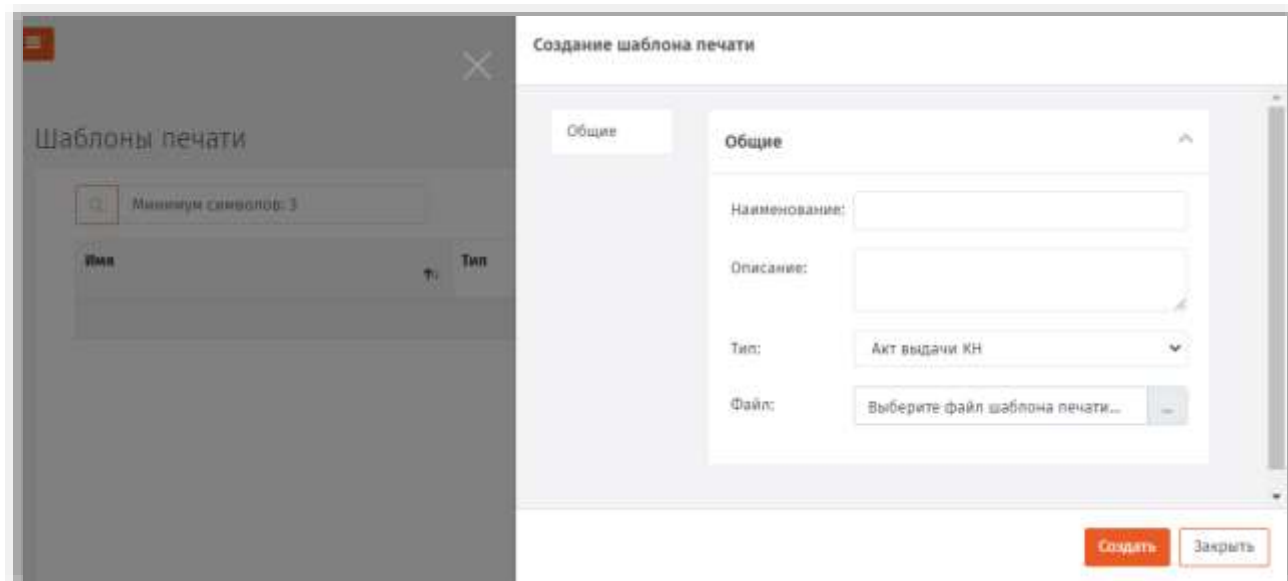 Создание шаблона печати
Шаблоны печати
Минимум символов: 3
Имя
Тип
Общие
Общие
Наименование:
Описание:
Тип:
Акт выдачи КН
Файл:
Выберите файл шаблона печати...
...
Создать
Закрыть